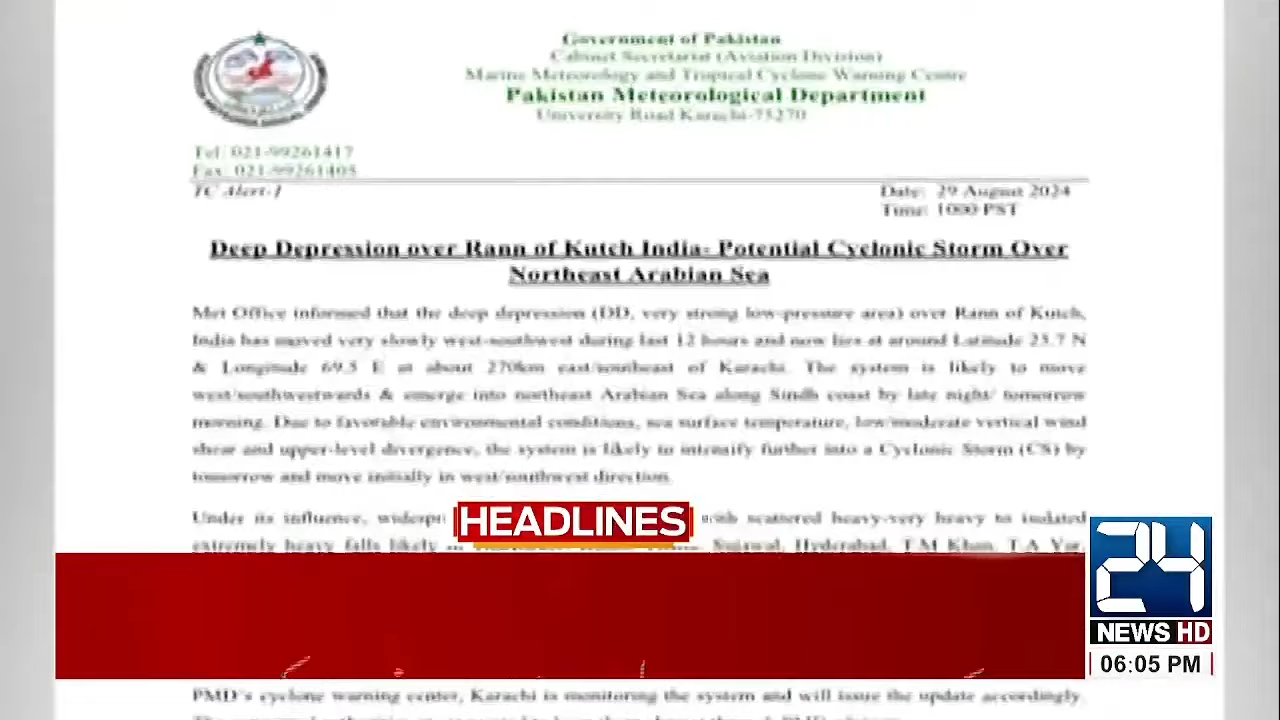 Government of Pakistan
Cabinet Secretariat (Aviation Division)
Marine Meteorology and Tropical Cyclone Warning Centre
Pakistan Meteorological Department
University Road Karachi-75270
Tel: 021-99261417
Fax: 021-99261405
TC Alert-1
Date: 29 August 2024
Time: 1000 PST
Deep Depression over Rann of Kutch India- Potential Cyclonic Storm Over
Northeast Arabian Sea
Met Office informed that the deep depression (DD, very strong low-pressure area) over Rann of Kutch,
India has moved very slowly west-southwest during last 12 hours and now lies at around Latitude 23.7 N
& Longitude 69.5 E at about 270km east/southeast of Karachi. The system is likely to move
west/southwestwards & emerge into northeast Arabian Sea along Sindh coast by late night/ tomorrow
morning. Due to favorable environmental conditions, sea surface temperature, low/moderate vertical wind
shear and upper-level divergence, the system is likely to intensify further into a Cyclonic Storm (CS) by
tomorrow and move initially in west/southwest direction.
Under its influence, with scattered heavy-very heavy to isolated
HEADLINES
extremely heavy falls likely Sujawal, Hyderabad, T.M Khan, T.A Yar,
24
NEWS HD
06:05 PM
PMD's cyclone warning center, Karachi is monitoring the system and will issue the update accordingly.